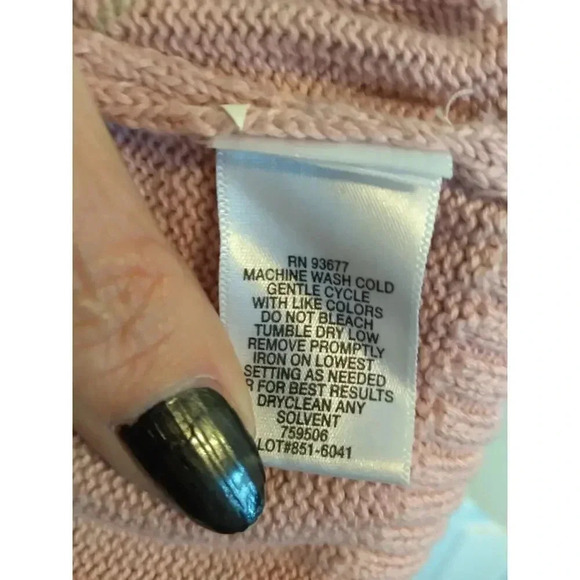 RN 93677
MACHINE WASH COLD
GENTLE CYCLE
WITH LIKE COLORS
DO NOT BLEACH
TUMBLE DRY LOW
REMOVE PROMPTLY
IRON ON LOWEST
SETTING AS NEEDED
R FOR BEST RESULTS
DRYCLEAN ANY
SOLVENT
759506
LOT#851-6041